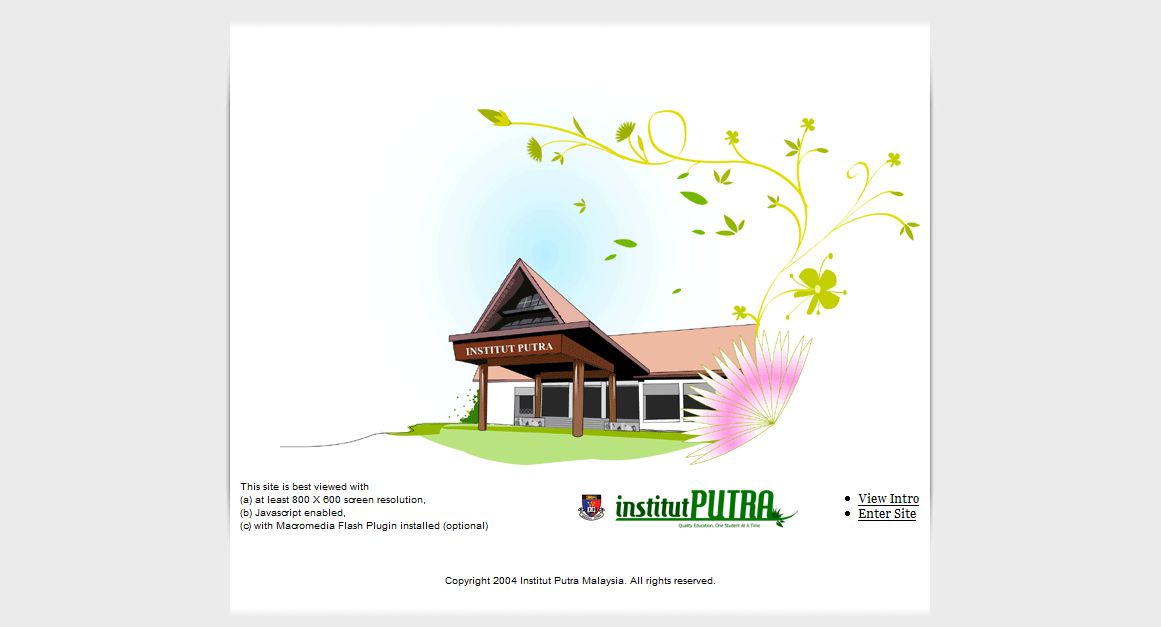 INSTITUT PUTRA
This site is best viewed with
(a) at least 800 X 600 screen resolution,
(b) Javascript enabled,
(c) with Macromedia Flash Plugin installed (optional)
institutPUTRA
Quality Education, One Student At A Time
View Intro
Enter Site
Copyright 2004 Institut Putra Malaysia. All rights reserved.